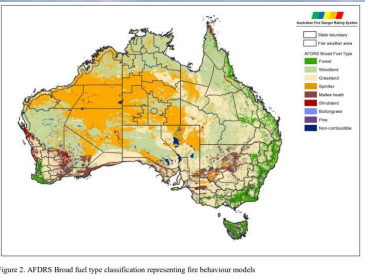 Australian Fire Danger Rating System
State boundary
Fire weather area
AFDRS Broad Fuel Type
Forest
Woodland
Grassland
Spinifex
Mallee heath
Shrubland
Buttongrass
Pine
Non-combustible
igure 2. AFDRS Broad fuel type classification representing fire behaviour models